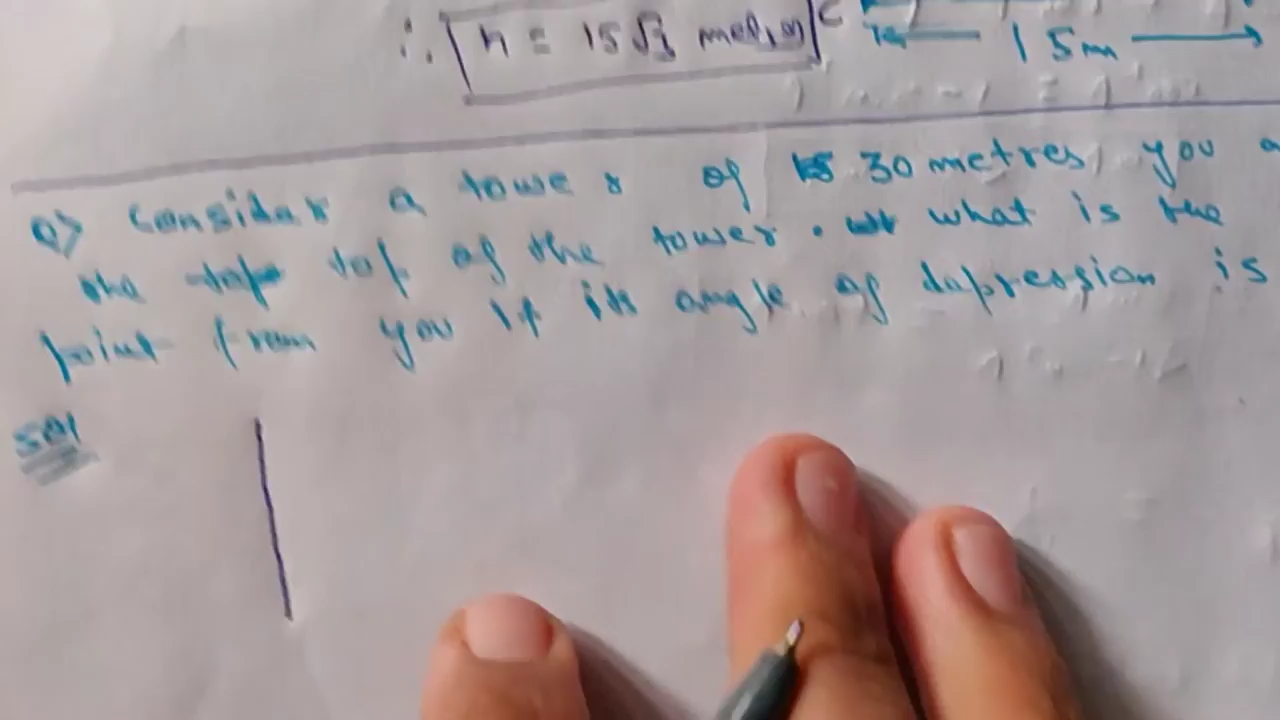 ∴ h = 15√3 metres
15m
Q> Consider a tower of 30 metres, you a
the top of the tower. what is the
point from you if its angle of depression is
Sol